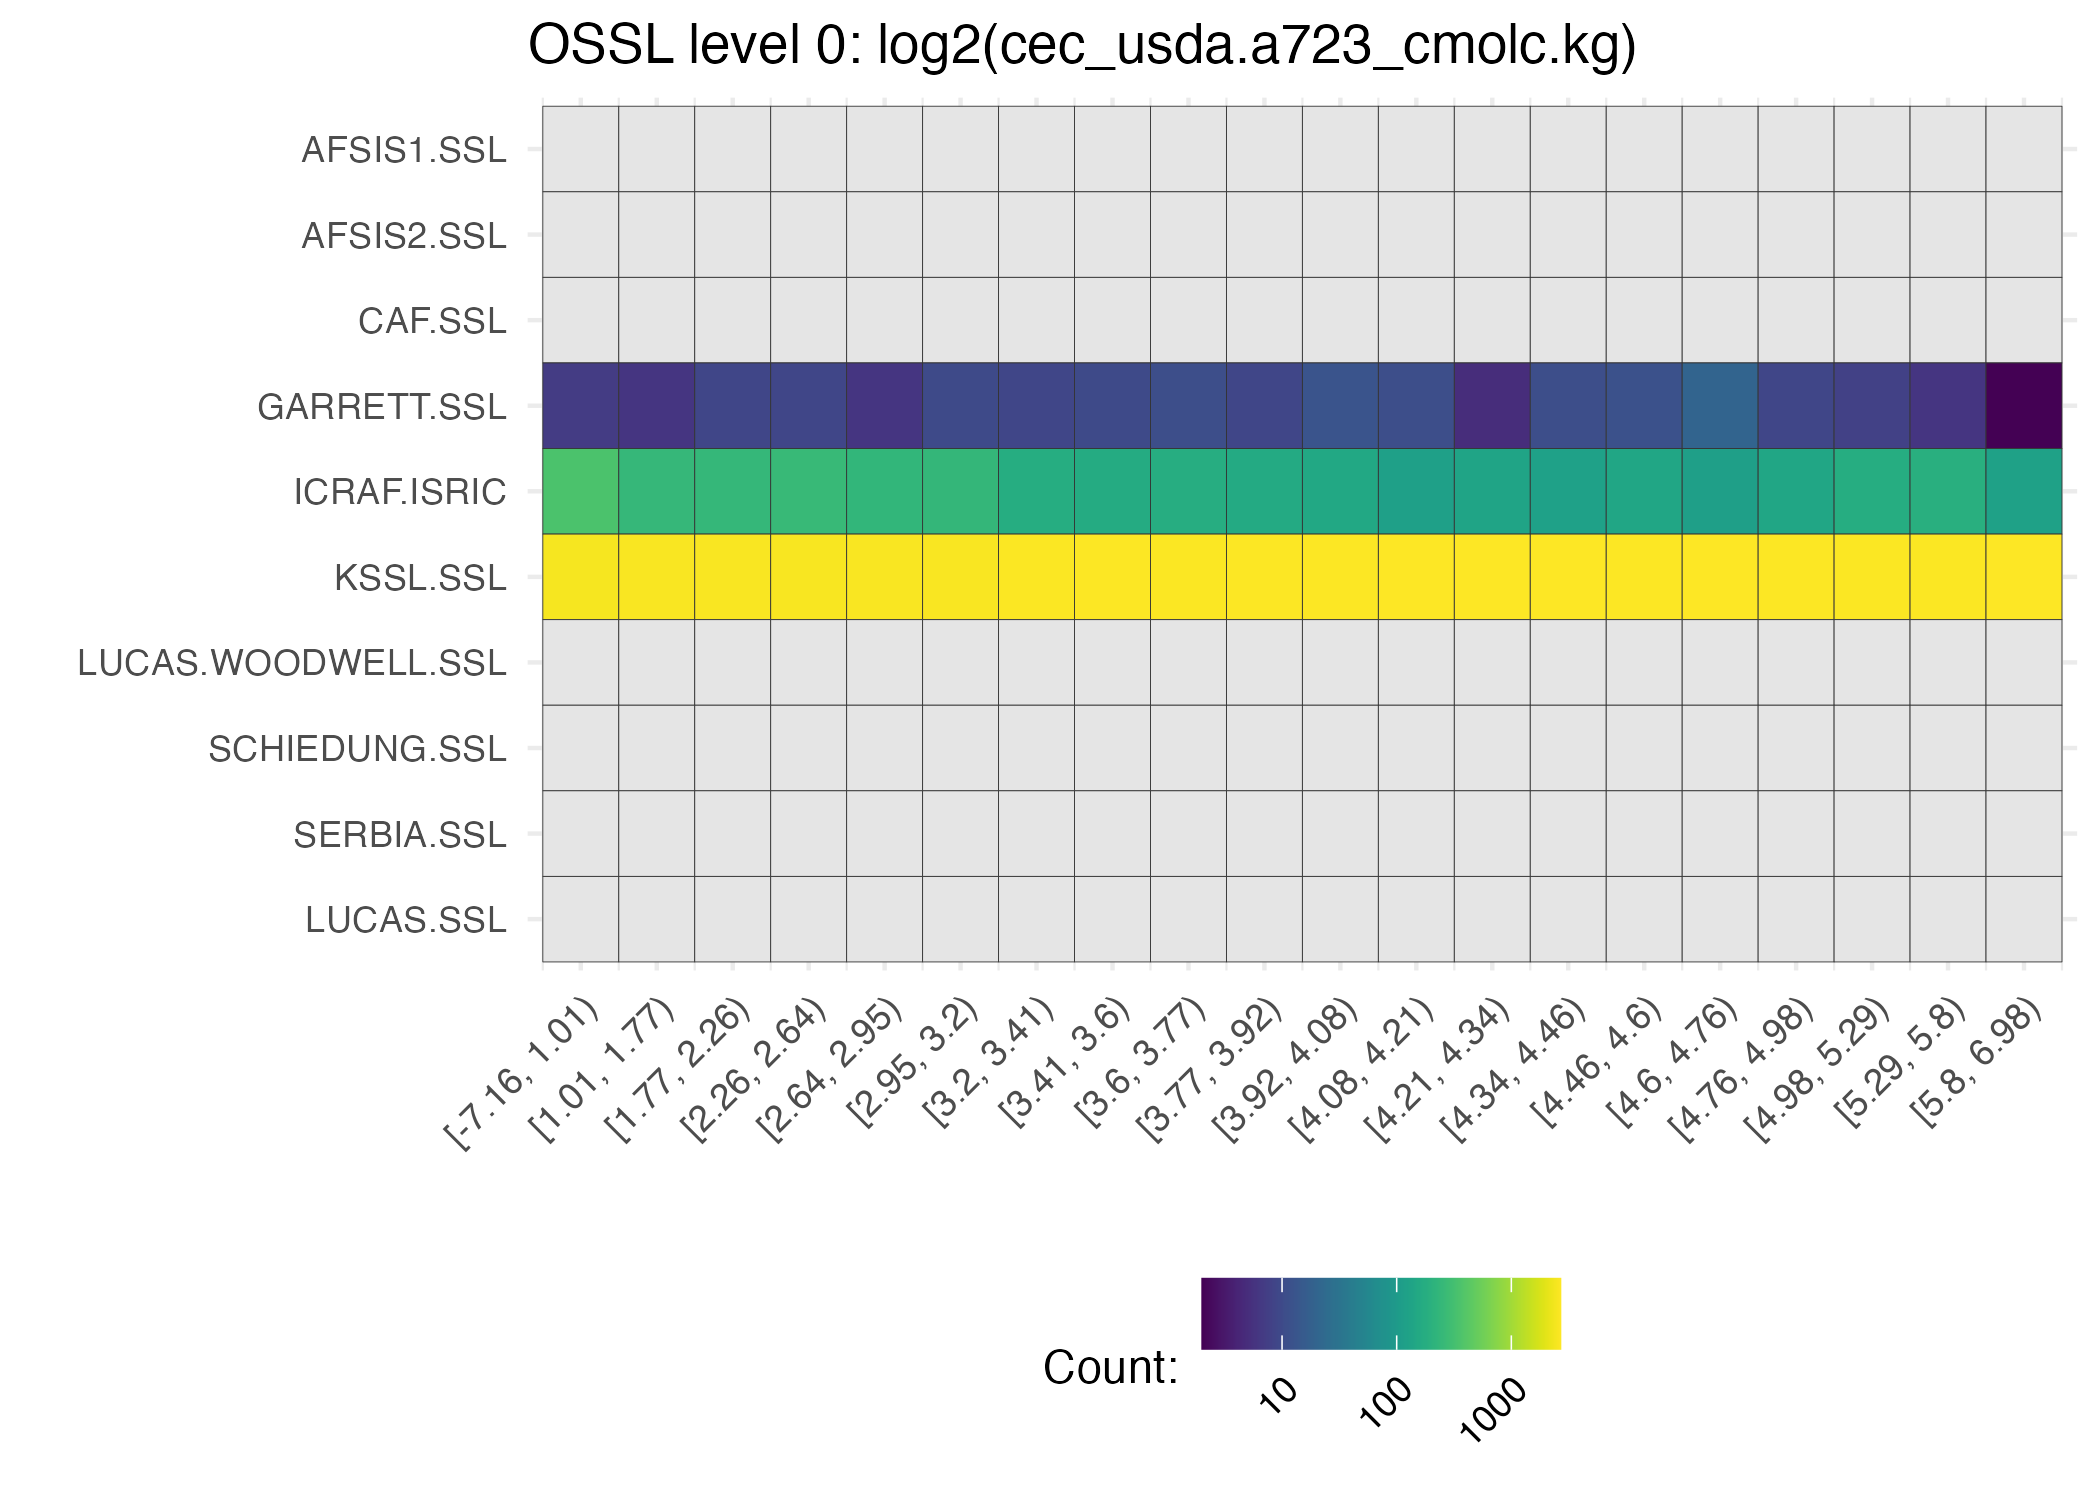 OSSL level 0: log2(cec_usda.a723_cmolc.kg)
AFSIS1.SSL
AFSIS2.SSL
CAF.SSL
GARRETT.SSL
ICRAF.ISRIC
KSSL.SSL
LUCAS.WOODWELL.SSL
SCHIEDUNG.SSL
SERBIA.SSL
LUCAS.SSL
[-7.16, 1.01)
[1.01, 1.77)
[1.77, 2.26)
[2.26, 2.64)
[2.64, 2.95)
[2.95, 3.2)
[3.2, 3.41)
[3.41, 3.6)
[3.6, 3.77)
[3.77, 3.92)
[3.92, 4.08)
[4.08, 4.21)
[4.21, 4.34)
[4.34, 4.46)
[4.46, 4.6)
[4.6, 4.76)
[4.76, 4.98)
[4.98, 5.29)
[5.29, 5.8)
[5.8, 6.98)
Count:
10
100
1000